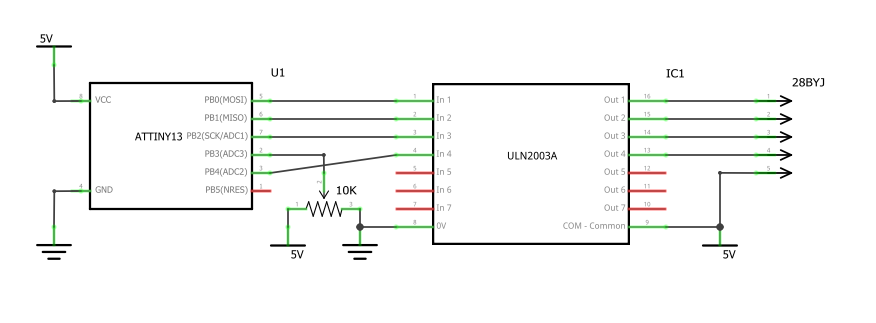 5V
U1
IC1
28BYJ
8 VCC PB0(MOSI) 5 1 In 1 Out 1 16 1
PB1(MISO) 6 2 In 2 Out 2 15 2
ATTINY13 PB2(SCK/ADC1) 7 3 In 3 Out 3 14 3
PB3(ADC3) 2 4 In 4 Out 4 13 4
ULN2003A
PB4(ADC2) 3 5 In 5 Out 5 12 5
4 GND PB5(NRES) 1 2 10K 6 In 6 Out 6 11
1 3 7 In 7 Out 7 10
8 0V COM - Common 9
5V
5V